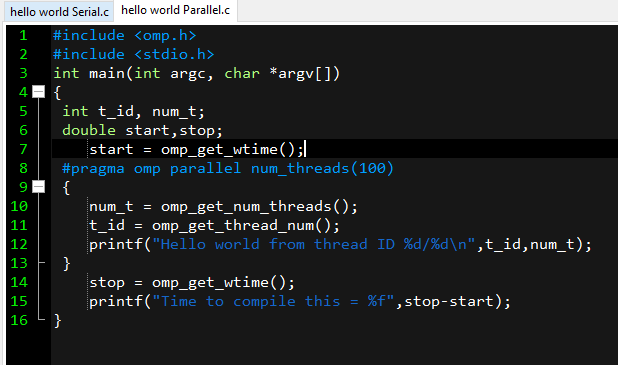 hello world Serial.c hello world Parallel.c
1 #include <omp.h>
2 #include <stdio.h>
3 int main(int argc, char *argv[])
4 {
5 int t_id, num_t;
6 double start,stop;
7 start = omp_get_wtime();
8 #pragma omp parallel num_threads(100)
9 {
10 num_t = omp_get_num_threads();
11 t_id = omp_get_thread_num();
12 printf("Hello world from thread ID %d/%d\n",t_id,num_t);
13 }
14 stop = omp_get_wtime();
15 printf("Time to compile this = %f",stop-start);
16 }